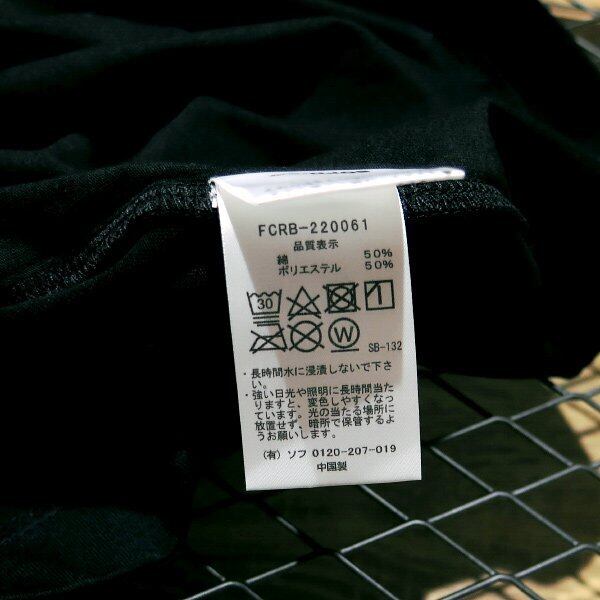 FCRB-220061
品質表示
綿 50%
ポリエステル 50%
30
W
SB-132
・長時間水に浸漬しないで下さ
い。
・強い日光や照明に長時間当た
りますと、変色しやすくなっ
ています。光の当たる場所に
放置せず、暗所で保管するよ
うお願いします。
(有) ソフ 0120-207-019
中国製